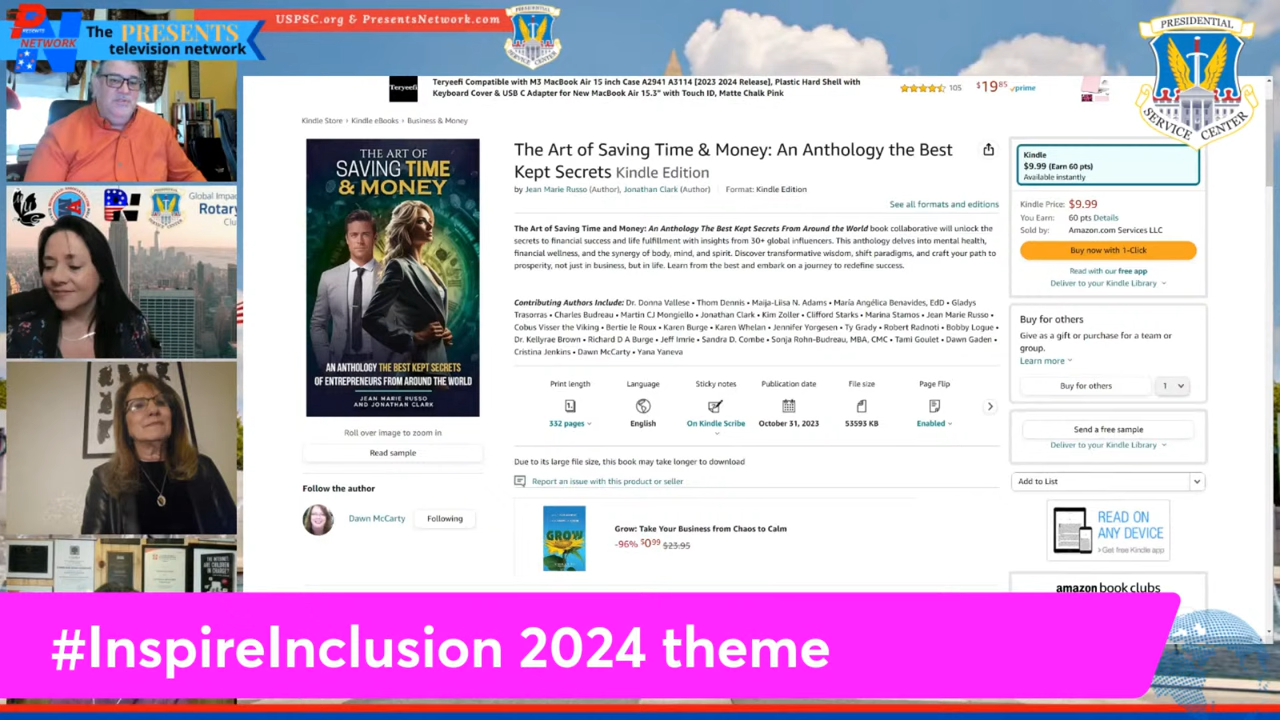 USPSC.org & PresentsNetwork.com
PRESENTS
NETWORK
The PRESENTS
television network
PRESIDENTIAL
SERVICE CENTER
Teryeefi
Teryeefi Compatible with M3 MacBook Air 15 inch Case A2941 A3114 [2023 2024 Release], Plastic Hard Shell with
Keyboard Cover & USB C Adapter for New MacBook Air 15.3" with Touch ID, Matte Chalk Pink
105
$19.85 prime
Kindle Store › Kindle eBooks › Business & Money
THE ART OF
SAVING TIME
& MONEY
AN ANTHOLOGY THE BEST KEPT SECRETS
OF ENTREPRENEURS FROM AROUND THE WORLD
JEAN MARIE RUSSO
AND JONATHAN CLARK
Roll over image to zoom in
Read sample
Follow the author
Dawn McCarty
Following
The Art of Saving Time & Money: An Anthology the Best
Kept Secrets Kindle Edition
by Jean Marie Russo (Author), Jonathan Clark (Author) Format: Kindle Edition
See all formats and editions
The Art of Saving Time and Money: An Anthology The Best Kept Secrets From Around the World book collaborative will unlock the
secrets to financial success and life fulfillment with insights from 30+ global influencers. This anthology delves into mental health,
financial wellness, and the synergy of body, mind, and spirit. Discover transformative wisdom, shift paradigms, and craft your path to
prosperity, not just in business, but in life. Learn from the best and embark on a journey to redefine success.
Contributing Authors Include: Dr. Donna Vallese • Thom Dennis • Maija-Liisa N. Adams • María Angélica Benavides, EdD • Gladys
Trasorras • Charles Budreau • Martin CJ Mongiello • Jonathan Clark • Kim Zoller • Clifford Starks • Marina Stamos • Jean Marie Russo •
Cobus Visser the Viking • Bertie le Roux • Karen Burge • Karen Whelan • Jennifer Yorgesen • Ty Grady • Robert Radnoti • Bobby Logue •
Dr. Kellyrae Brown • Richard D A Burge • Jeff Imrie • Sandra D. Combe • Sonja Rohn-Budreau, MBA, CMC • Tami Goulet • Dawn Gaden •
Cristina Jenkins • Dawn McCarty • Yana Yaneva
Print length
332 pages
Language
English
Sticky notes
On Kindle Scribe
Publication date
October 31, 2023
File size
53593 KB
Page Flip
Enabled
Due to its large file size, this book may take longer to download
Report an issue with this product or seller
GROW
Grow: Take Your Business from Chaos to Calm
-96% $0.99 $23.95
Kindle
$9.99 (Earn 60 pts)
Available instantly
Kindle Price: $9.99
You Earn: 60 pts Details
Sold by: Amazon.com Services LLC
Buy now with 1-Click
Read with our free app
Deliver to your Kindle Library
Buy for others
Give as a gift or purchase for a team or
group.
Learn more
Buy for others
1
Send a free sample
Deliver to your Kindle Library
Add to List
READ ON
ANY DEVICE
› Get free Kindle app
amazon book clubs
Global Impac
Rotary
Clu
#InspireInclusion 2024 theme